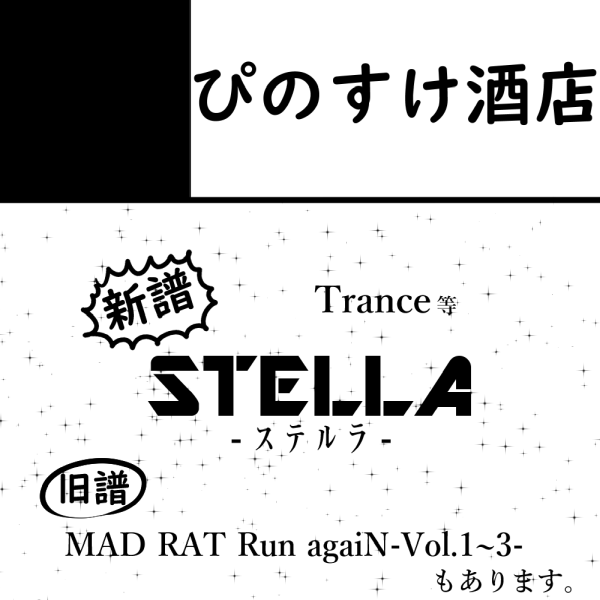 ぴのすけ酒店
新譜
Trance等
STELLA
-ステルラ-
旧譜
MAD RAT Run agaiN-Vol.1~3-
もあります。